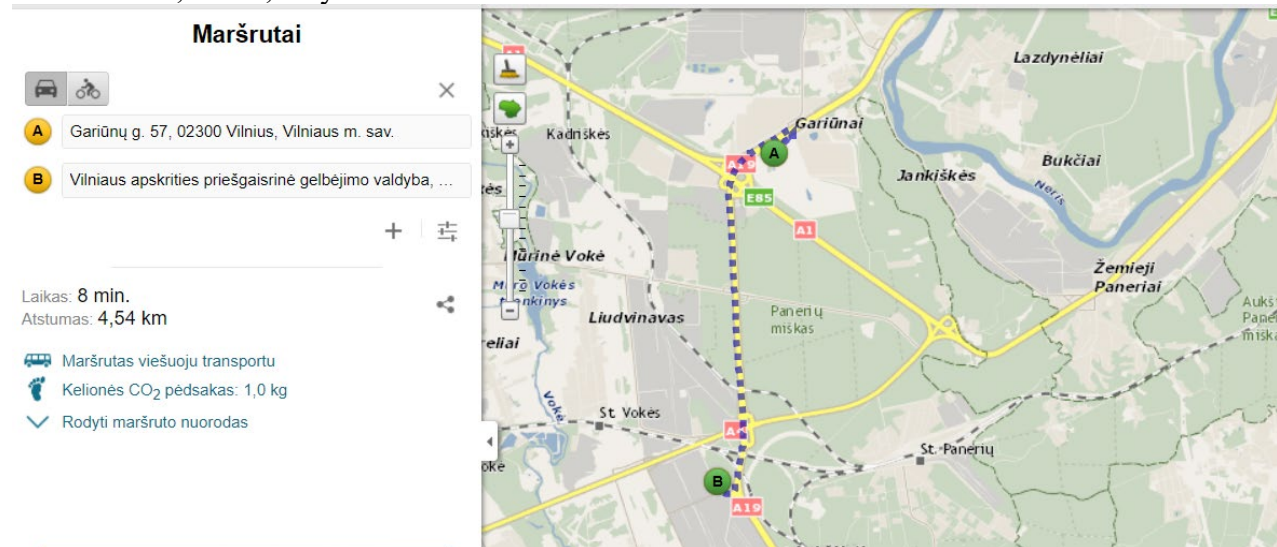 Maršrutai
A
Gariūnų g. 57, 02300 Vilnius, Vilniaus m. sav.
B
Vilniaus apskrities priešgaisrinė gelbėjimo valdyba, ...
Laikas: 8 min.
Atstumas: 4,54 km
Maršrutas viešuoju transportu
Kelionės CO2 pėdsakas: 1,0 kg
Rodyti maršruto nuorodas
Lazdynėliai
Gariūnai
Kadriškės
A
Bukčiai
Jankiškės
Neris
E85
A1
Mūrinė Vokė
Žemieji
Paneriai
Liudvinavas
Panerių
miškas
Vokė
St. Vokės
St. Panerių
B
A19